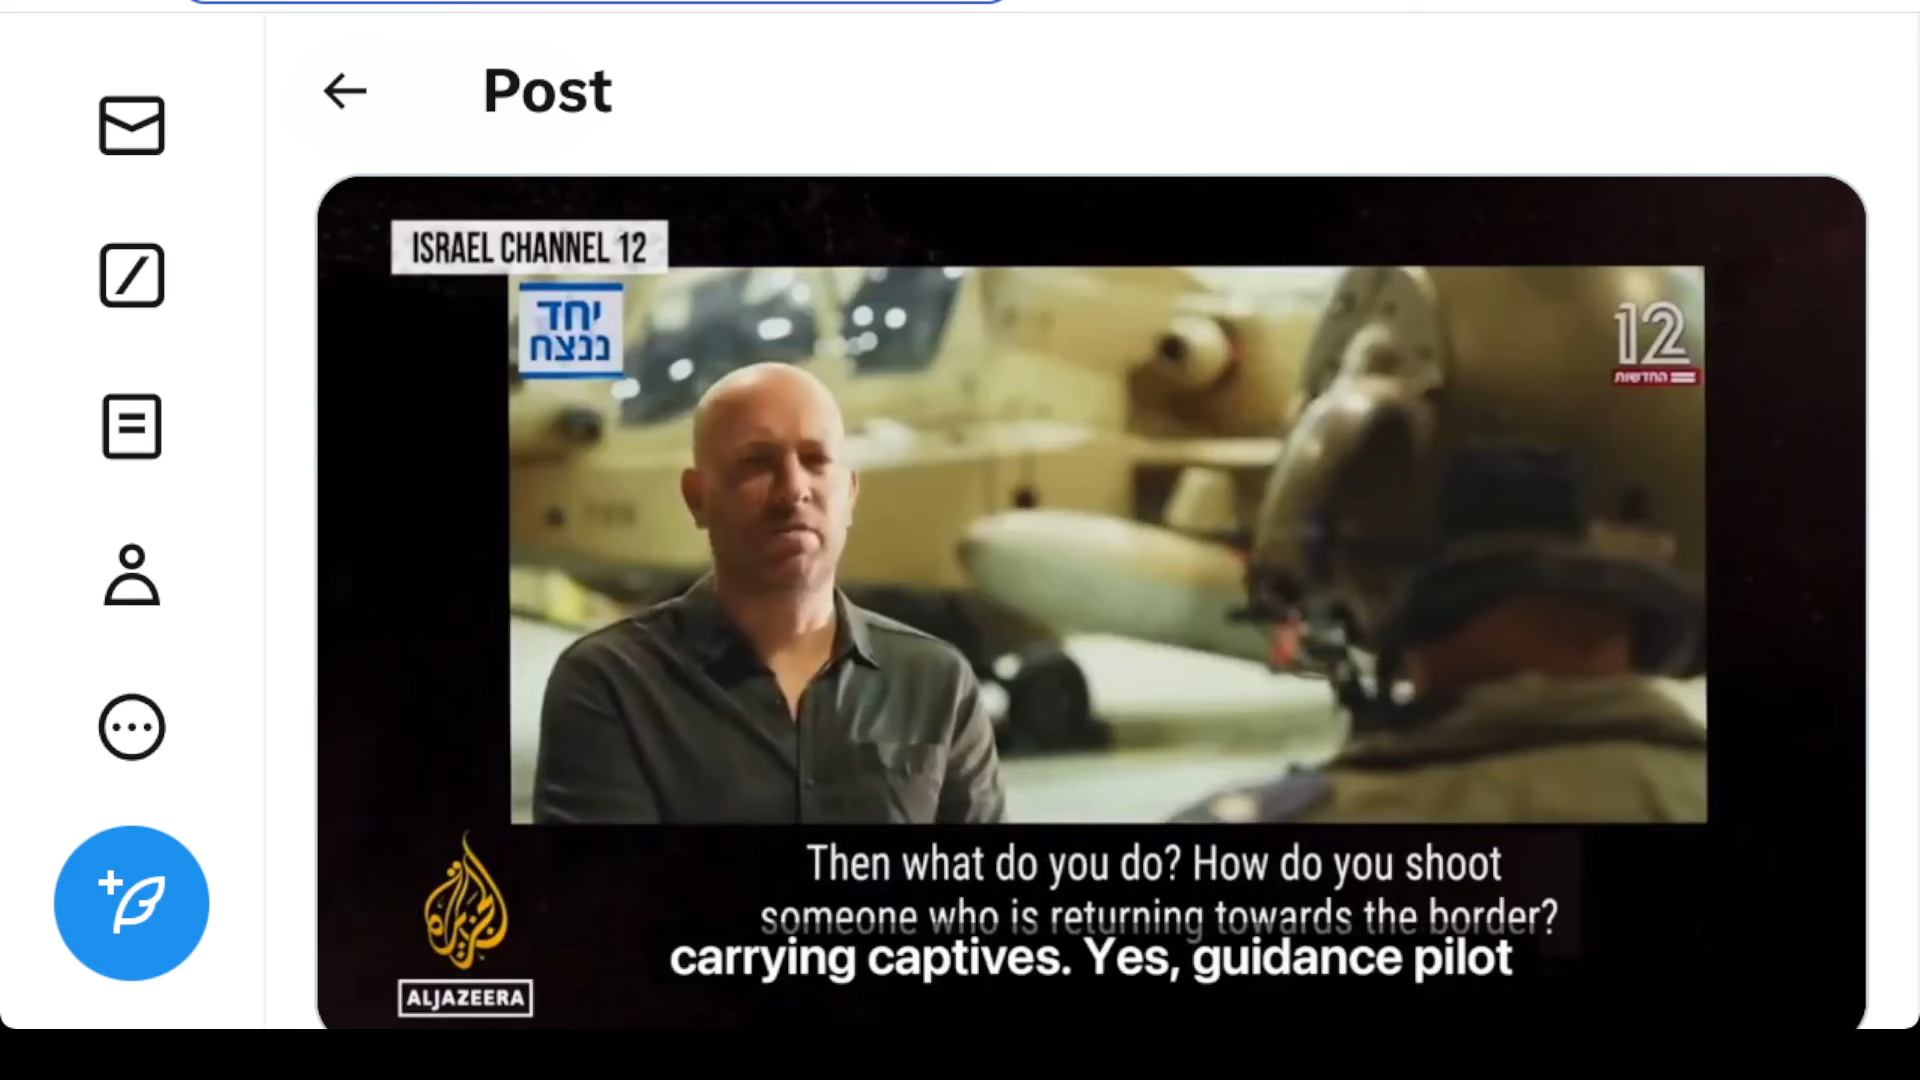 Post
ISRAEL CHANNEL 12
יחד
ננצח
12
החדשות
Then what do you do? How do you shoot
someone who is returning towards the border?
carrying captives. Yes, guidance pilot
الجزيرة
ALJAZEERA